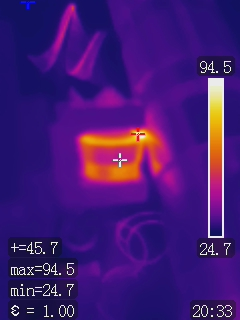 94.5
24.7
+=45.7
max=94.5
min=24.7
ε = 1.00
20:33